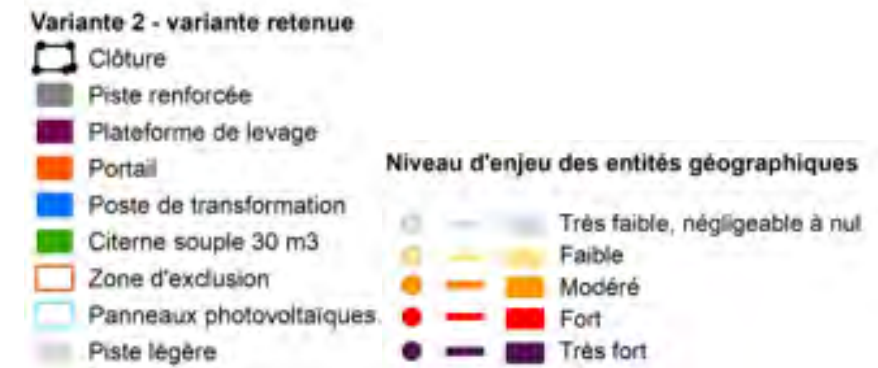 Variante 2 - variante retenue
Clôture
Piste renforcée
Plateforme de levage
Portail
Poste de transformation
Citerne souple 30 m3
Zone d'exclusion
Panneaux photovoltaïques
Piste légère
Niveau d'enjeu des entités géographiques
Très faible, négligeable à nul
Faible
Modéré
Fort
Très fort